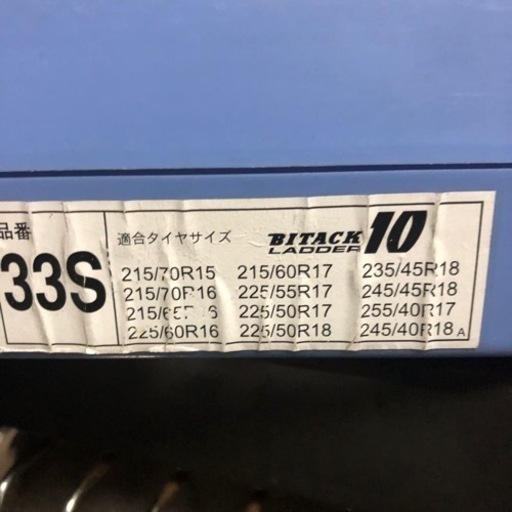 品番
33S
適合タイヤサイズ
BITACK
LADDER 10
215/70R15 215/60R17 235/45R18
215/70R16 225/55R17 245/45R18
225/50R17 255/40R17
225/60R16 225/50R18 245/40R18 A